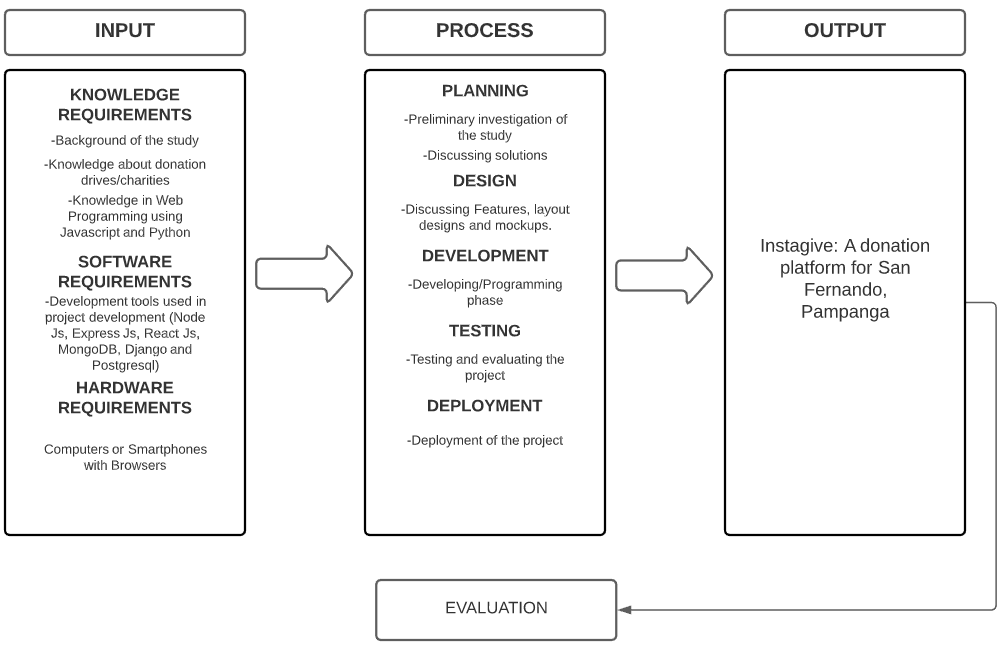 INPUT
KNOWLEDGE
REQUIREMENTS
-Background of the study
-Knowledge about donation
drives/charities
-Knowledge in Web
Programming using
Javascript and Python
SOFTWARE
REQUIREMENTS
-Development tools used in
project development (Node
Js, Express Js, React Js,
MongoDB, Django and
Postgresql)
HARDWARE
REQUIREMENTS
Computers or Smartphones
with Browsers
PROCESS
PLANNING
-Preliminary investigation of
the study
-Discussing solutions
DESIGN
-Discussing Features, layout
designs and mockups.
DEVELOPMENT
-Developing/Programming
phase
TESTING
-Testing and evaluating the
project
DEPLOYMENT
-Deployment of the project
OUTPUT
Instagive: A donation
platform for San
Fernando,
Pampanga
EVALUATION